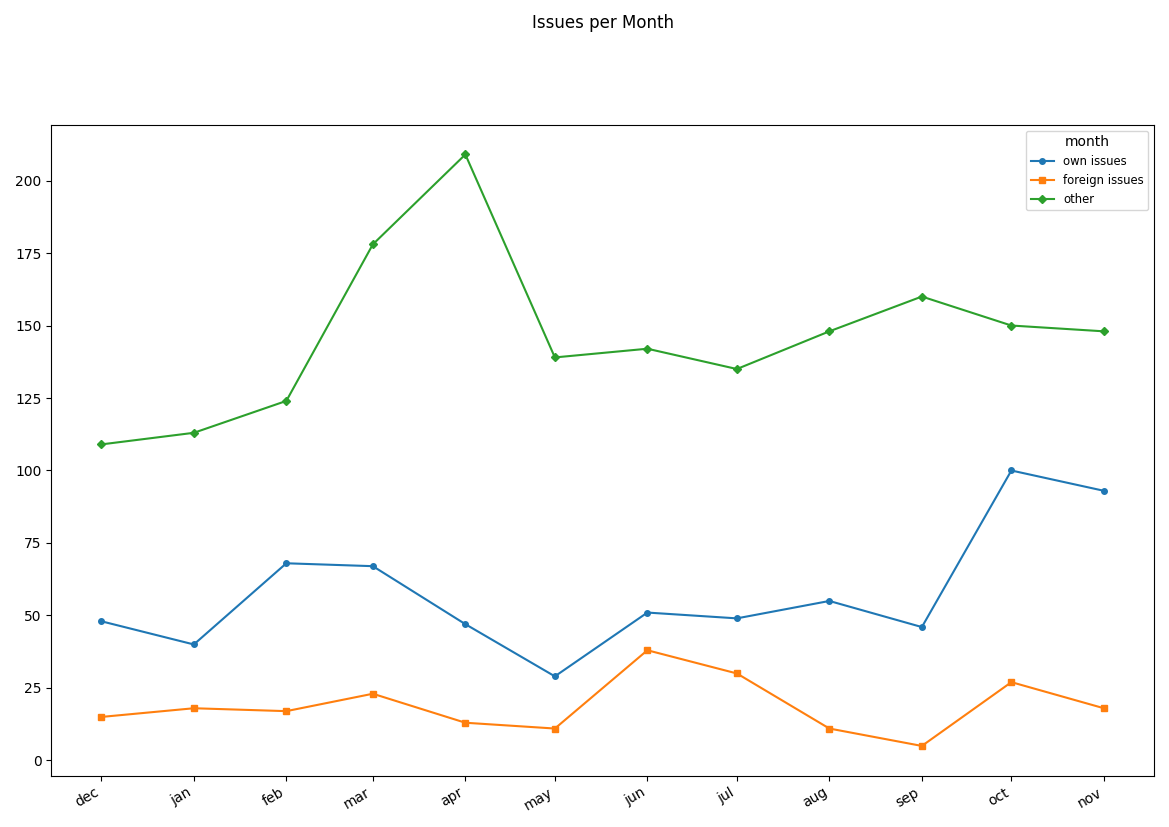 Issues per Month
month
own issues
foreign issues
other
200
175
150
125
100
75
50
25
0
dec jan feb mar apr may jun jul aug sep oct nov